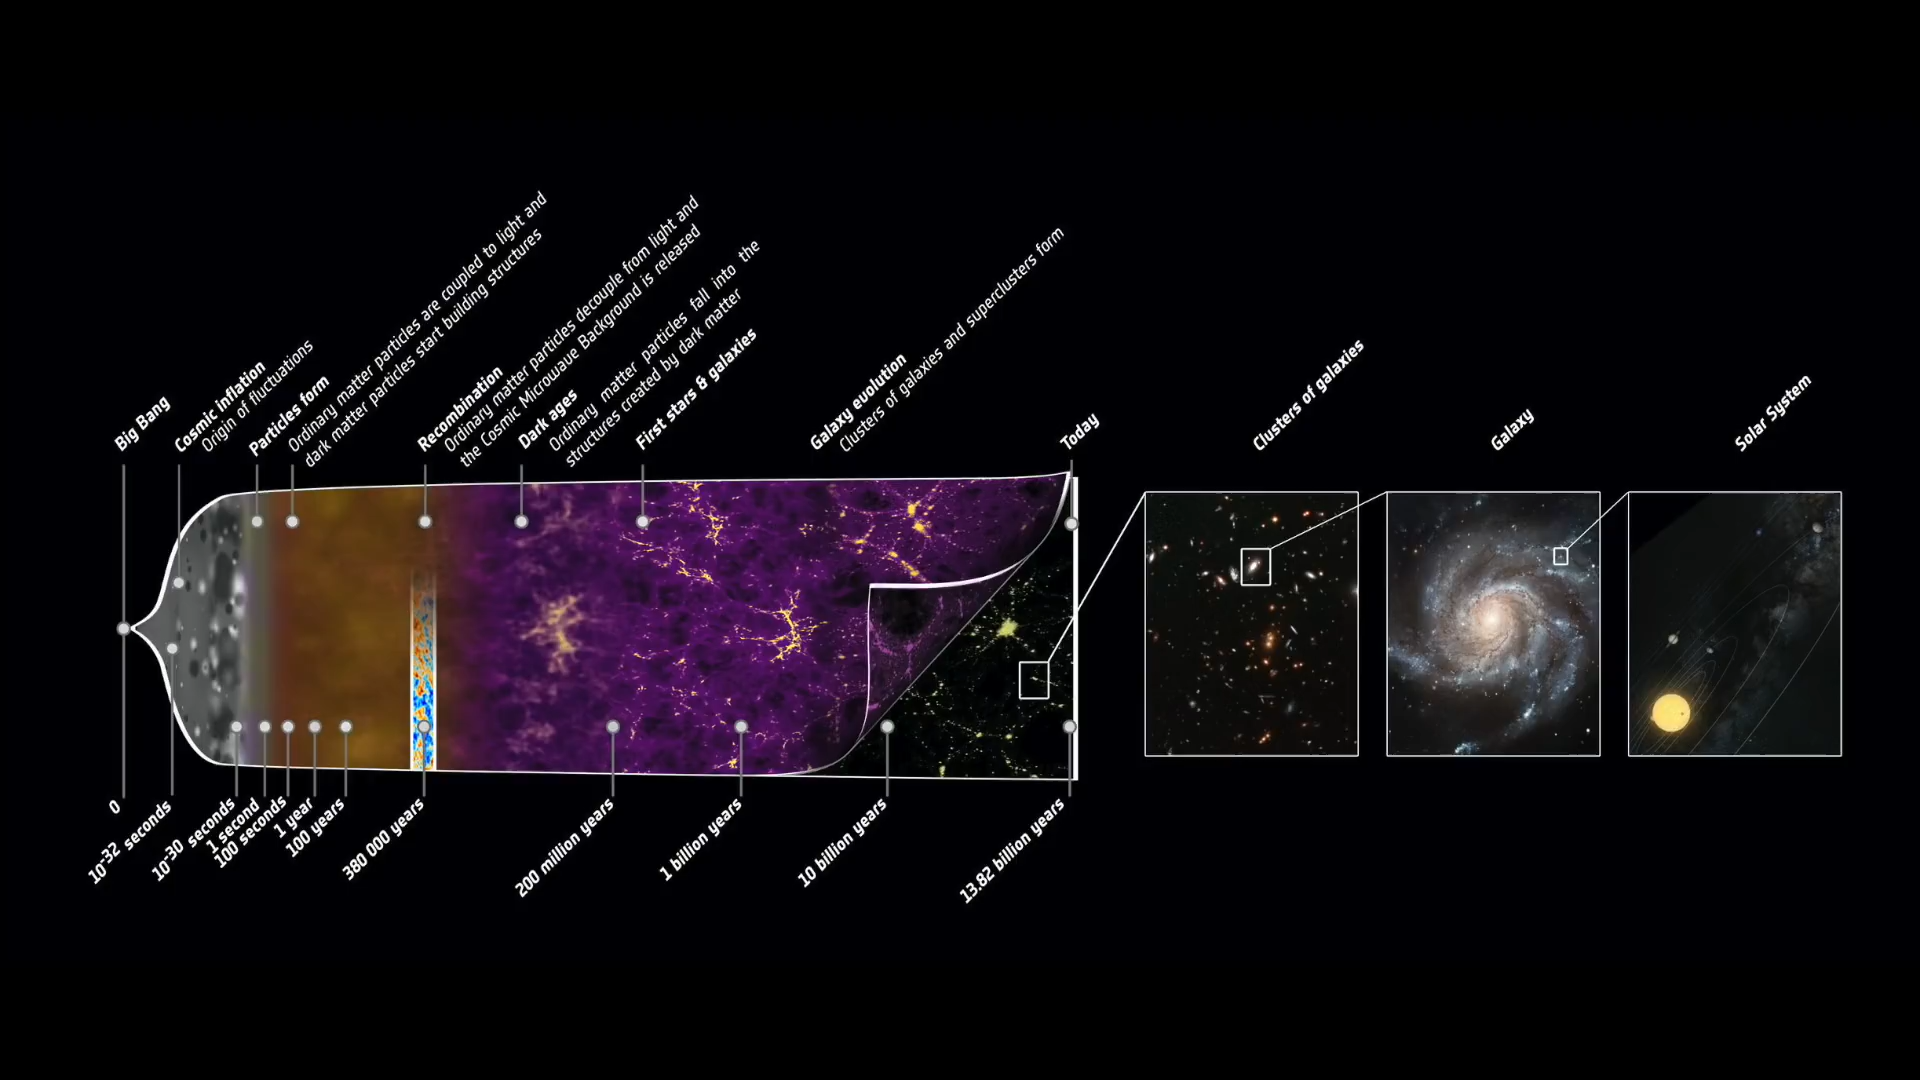 Big Bang
Cosmic inflation
Origin of fluctuations
Particles form
Ordinary matter particles are coupled to light and
dark matter particles start building structures
Recombination
Ordinary matter particles decouple from light and
the Cosmic Microwave Background is released
Dark ages
Ordinary matter particles fall into the
structures created by dark matter
First stars & galaxies
Galaxy evolution
Clusters of galaxies and superclusters form
Today
Clusters of galaxies
Galaxy
Solar System
0
10-32 seconds
10-30 seconds
1 second
100 seconds
1 year
100 years
380 000 years
200 million years
1 billion years
10 billion years
13.82 billion years